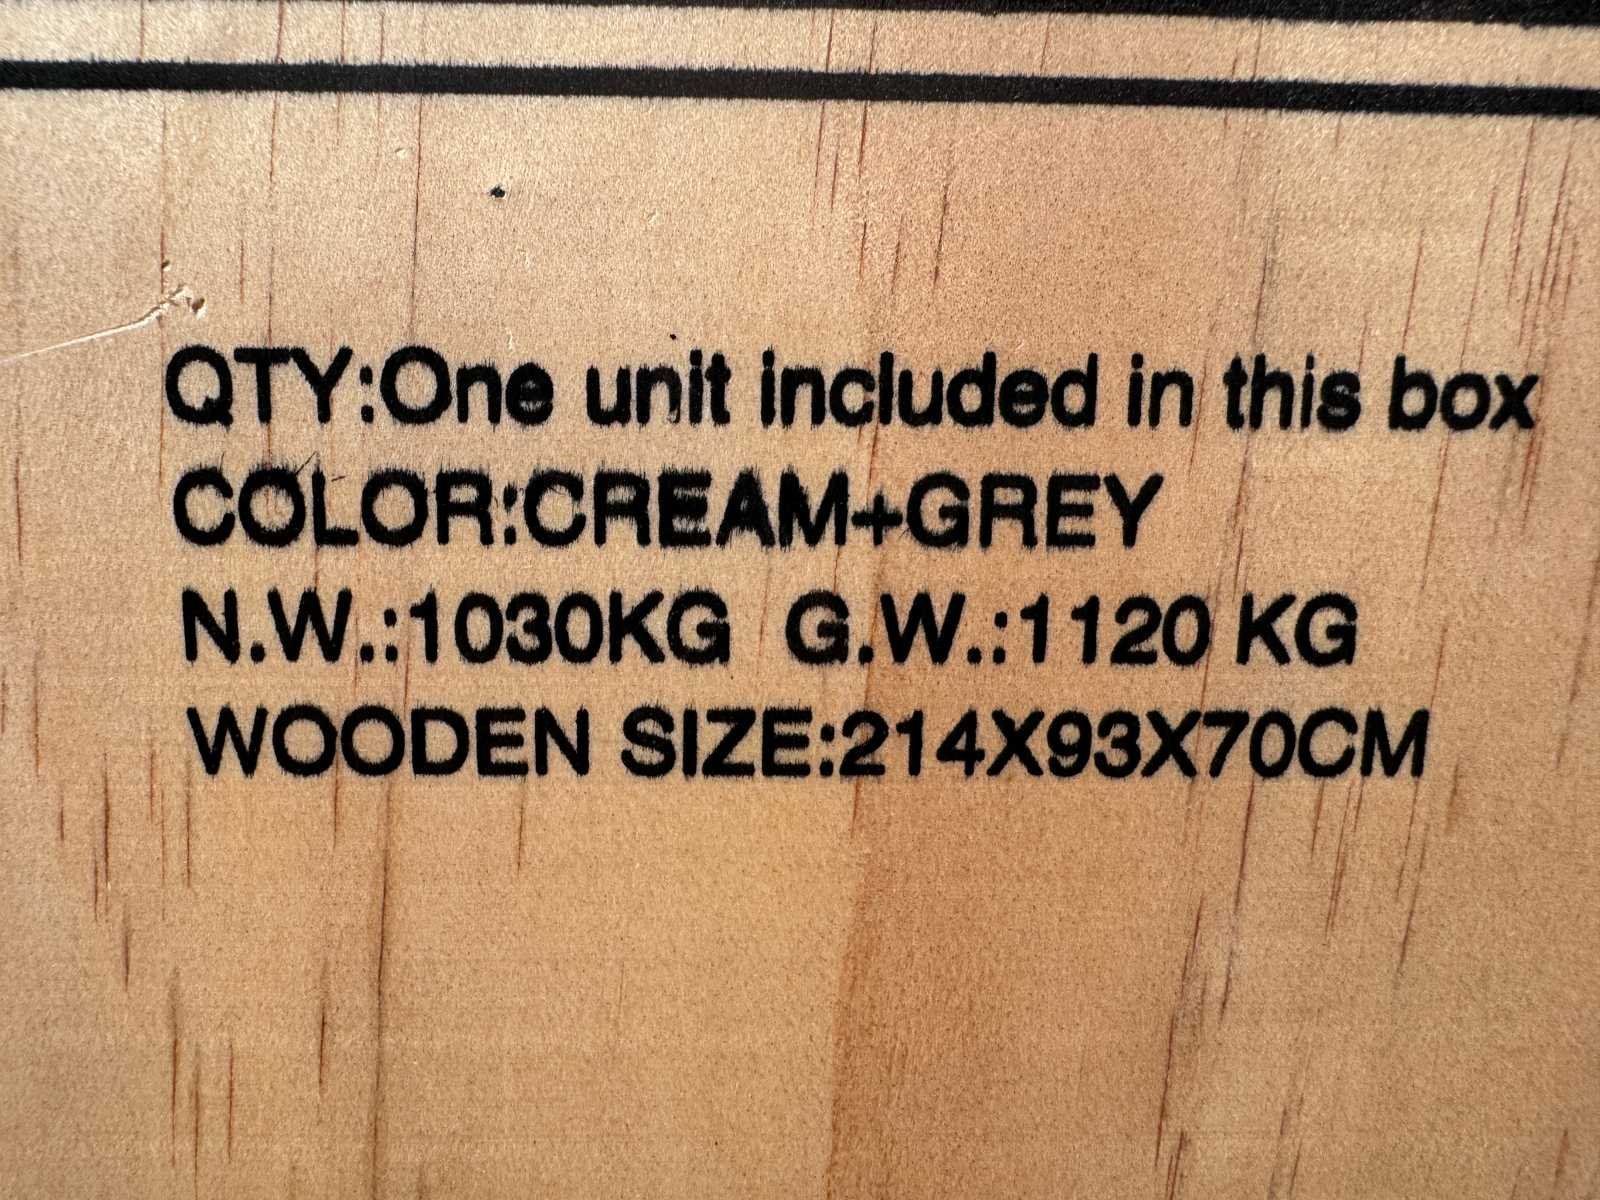 QTY:One unit included in this box
COLOR:CREAM+GREY
N.W.:1030KG G.W.:1120 KG
WOODEN SIZE:214X93X70CM